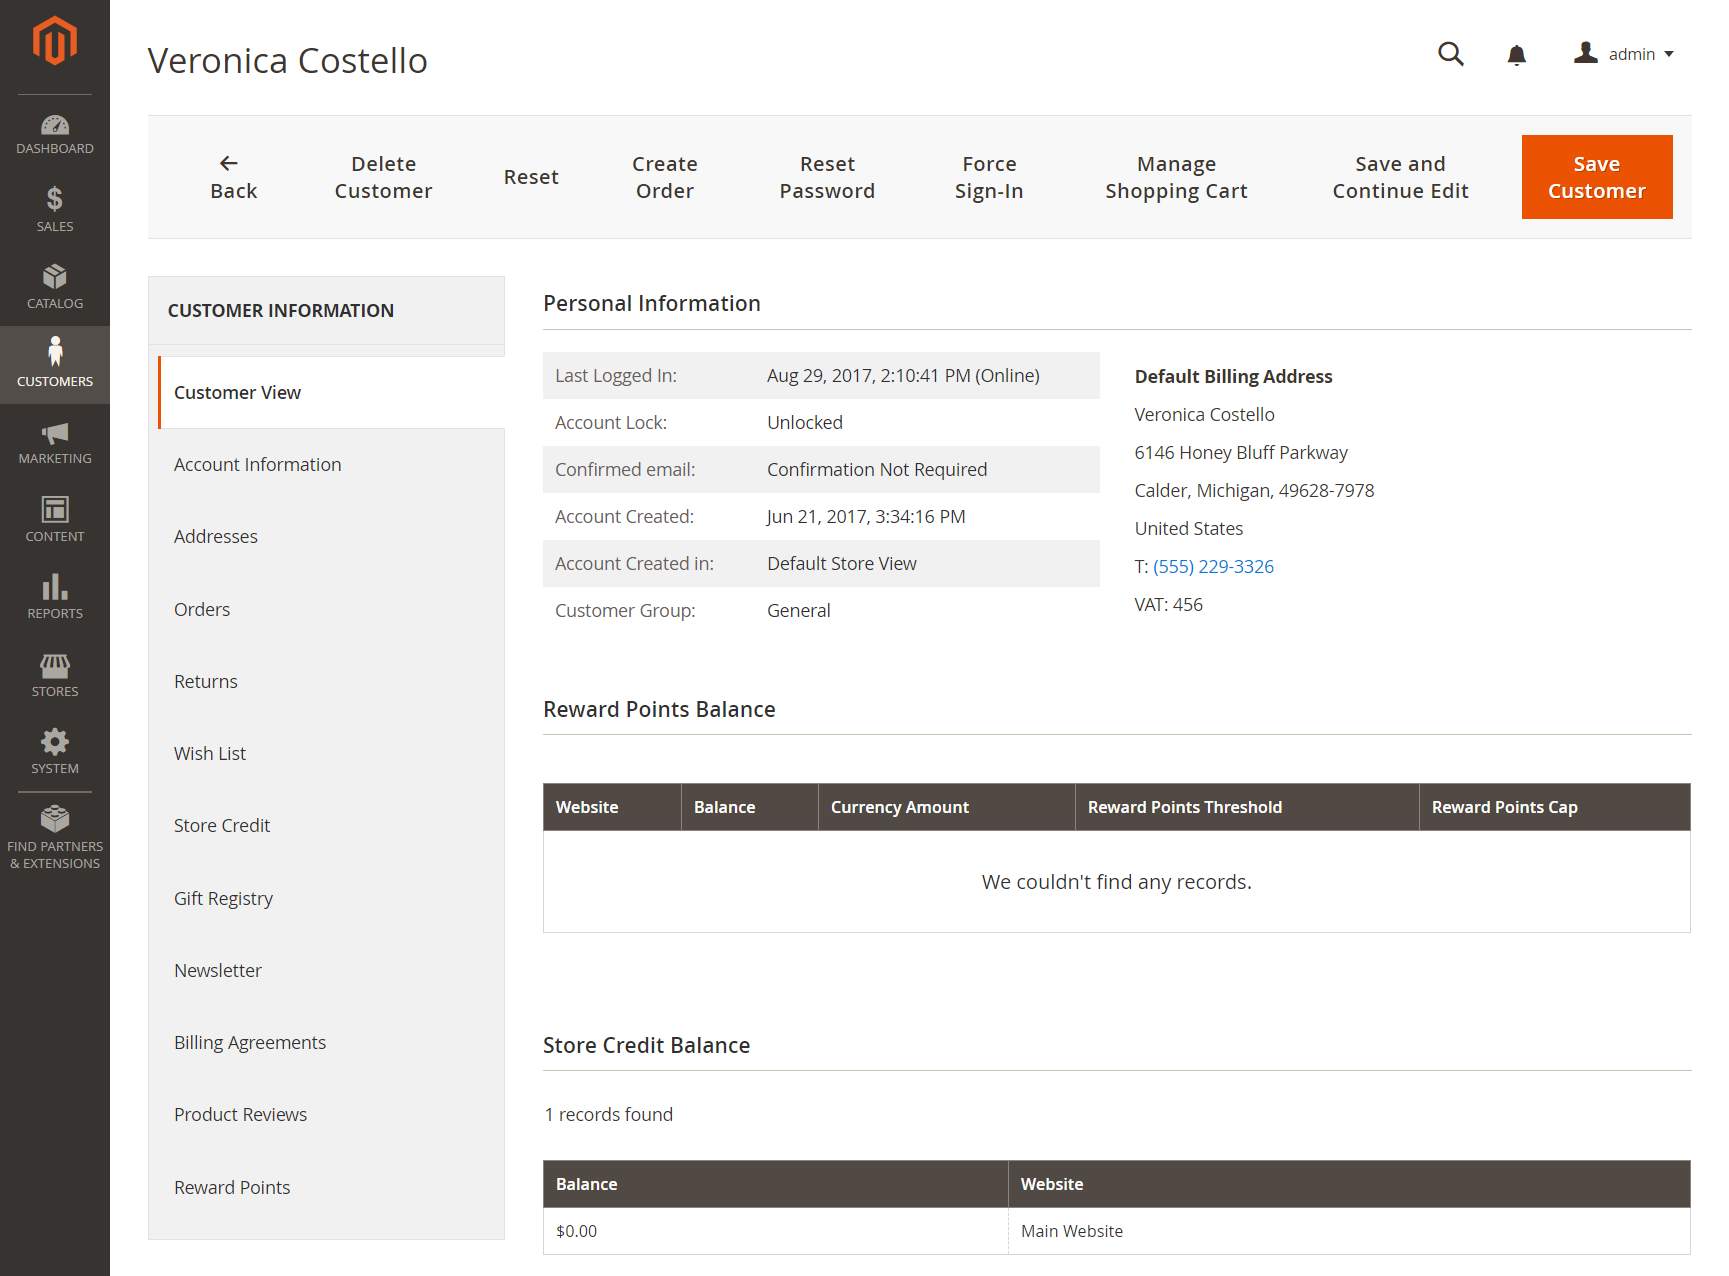 Veronica Costello
admin
DASHBOARD
SALES
CATALOG
CUSTOMERS
MARKETING
CONTENT
REPORTS
STORES
SYSTEM
FIND PARTNERS
& EXTENSIONS
Back
Delete
Customer
Reset
Create
Order
Reset
Password
Force
Sign-In
Manage
Shopping Cart
Save and
Continue Edit
Save
Customer
CUSTOMER INFORMATION
Customer View
Account Information
Addresses
Orders
Returns
Wish List
Store Credit
Gift Registry
Newsletter
Billing Agreements
Product Reviews
Reward Points
Personal Information
Last Logged In: Aug 29, 2017, 2:10:41 PM (Online)
Account Lock: Unlocked
Confirmed email: Confirmation Not Required
Account Created: Jun 21, 2017, 3:34:16 PM
Account Created in: Default Store View
Customer Group: General
Default Billing Address
Veronica Costello
6146 Honey Bluff Parkway
Calder, Michigan, 49628-7978
United States
T: (555) 229-3326
VAT: 456
Reward Points Balance
Website Balance Currency Amount Reward Points Threshold Reward Points Cap
We couldn't find any records.
Store Credit Balance
1 records found
Balance Website
$0.00 Main Website